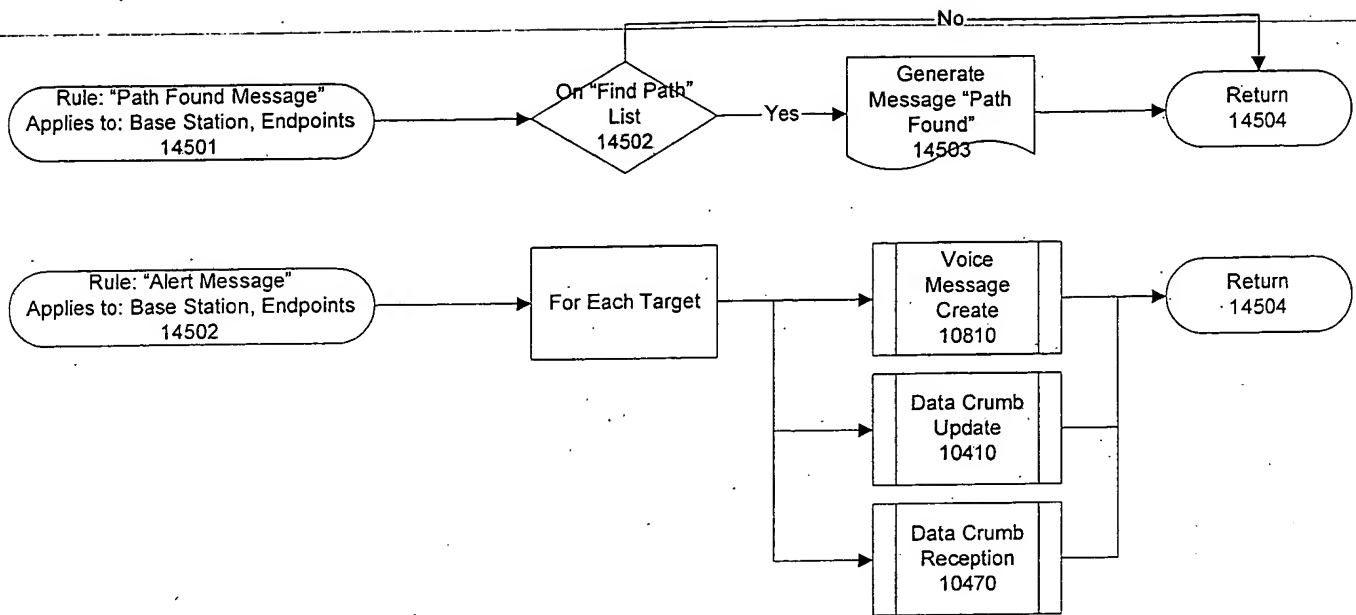 No
Rule: "Path Found Message"
Applies to: Base Station, Endpoints
14501
On "Find Path"
List
14502
Yes
Generate
Message "Path
Found"
14503
Return
14504
Rule: "Alert Message"
Applies to: Base Station, Endpoints
14502
For Each Target
Voice
Message
Create
10810
Return
14504
Data Crumb
Update
10410
Data Crumb
Reception
10470